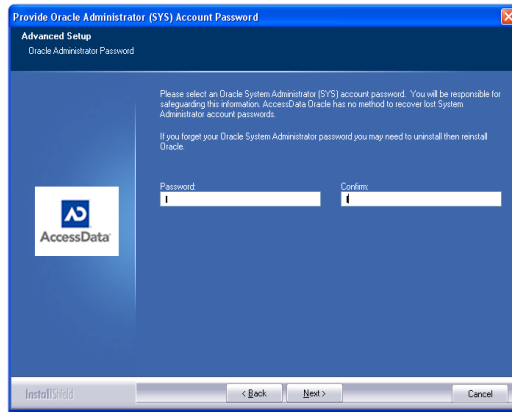 Provide Oracle Administrator (SYS) Account Password
Advanced Setup
Oracle Administrator Password
Please select an Oracle System Administrator (SYS) account password. You will be responsible for
safeguarding this information. AccessData Oracle has no method to recover lost System
Administrator account passwords.
If you forget your Oracle System Administrator password you may need to uninstall then reinstall
Oracle.
Password: Confirm:
AccessData
InstallShield
< Back Next > Cancel